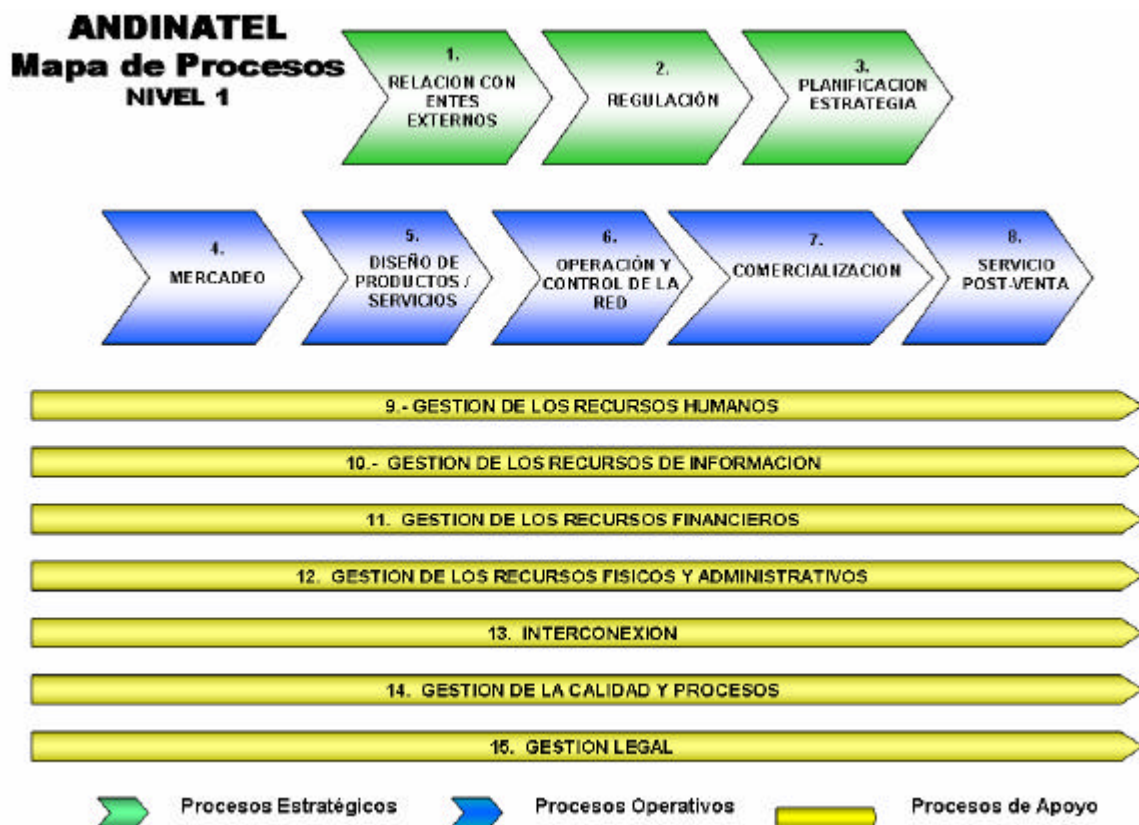 ANDINATEL
Mapa de Procesos
NIVEL 1
1.
RELACION CON
ENTES
EXTERNOS
2.
REGULACIÓN
3.
PLANIFICACION
ESTRATEGIA
4.
MERCADEO
5.
DISEÑO DE
PRODUCTOS /
SERVICIOS
6.
OPERACIÓN Y
CONTROL DE LA
RED
7.
COMERCIALIZACION
8.
SERVICIO
POST-VENTA
9.- GESTION DE LOS RECURSOS HUMANOS
10.- GESTION DE LOS RECURSOS DE INFORMACION
11. GESTION DE LOS RECURSOS FINANCIEROS
12. GESTION DE LOS RECURSOS FISICOS Y ADMINISTRATIVOS
13. INTERCONEXION
14. GESTION DE LA CALIDAD Y PROCESOS
15. GESTION LEGAL
Procesos Estratégicos
Procesos Operativos
Procesos de Apoyo